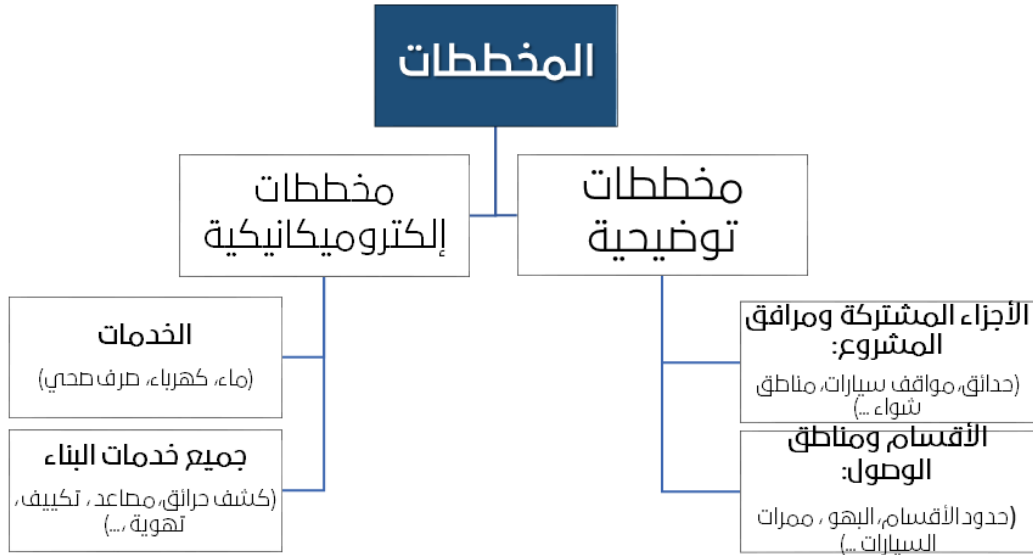 المخططات
مخططات
توضيحية
مخططات
إلكتروميكانيكية
الأجزاء المشتركة ومرافق
المشروع:
(حدائق، مواقف سيارات، مناطق
شواء ...)
الأقسام ومناطق
الوصول:
(حدود الأقسام، البهو ، ممرات
السيارات ...)
الخدمات
(ماء، كهرباء، صرف صحي)
جميع خدمات البناء
(كشف حرائق، مصاعد ، تكييف ،
تهوية ،...)